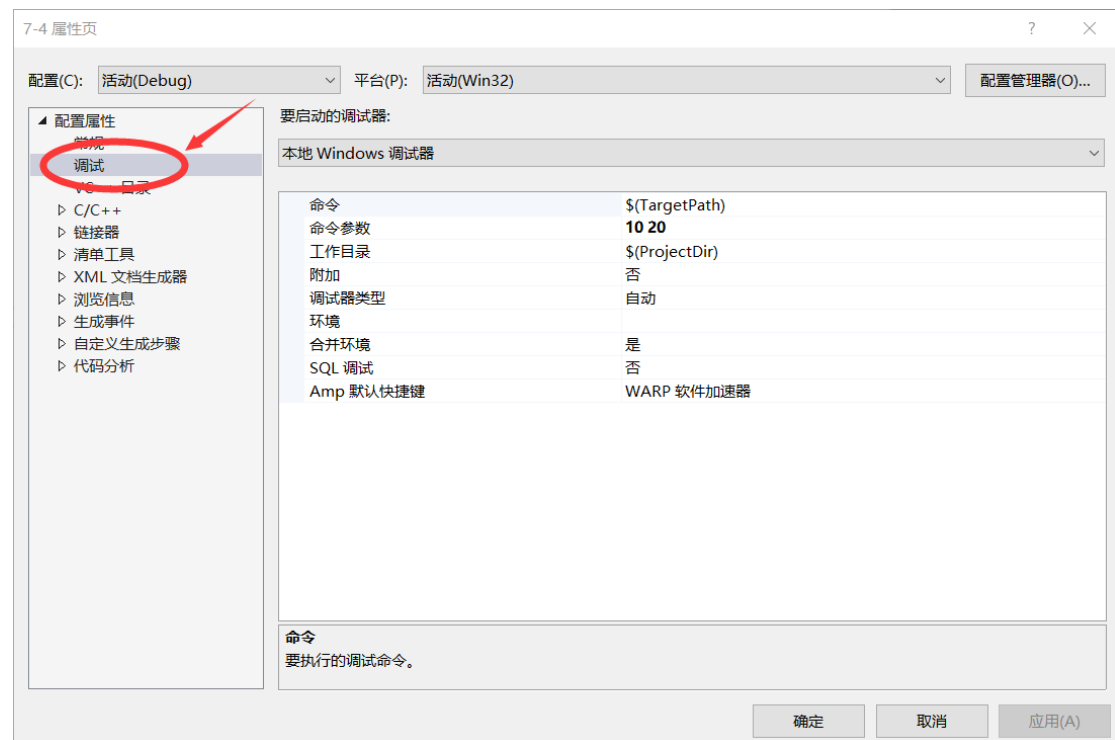 7-4 属性页
配置(C): 活动(Debug) 平台(P): 活动(Win32) 配置管理器(O)...
配置属性
常规
调试
VC++ 目录
C/C++
链接器
清单工具
XML 文档生成器
浏览信息
生成事件
自定义生成步骤
代码分析
要启动的调试器:
本地 Windows 调试器
命令 $(TargetPath)
命令参数 10 20
工作目录 $(ProjectDir)
附加 否
调试器类型 自动
环境
合并环境 是
SQL 调试 否
Amp 默认快捷键 WARP 软件加速器
命令
要执行的调试命令。
确定 取消 应用(A)